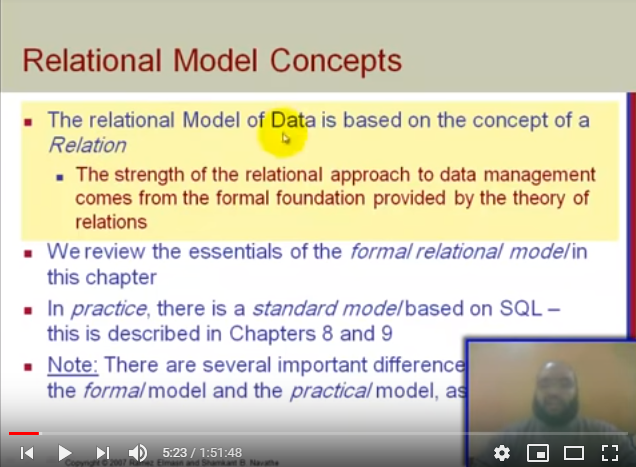 Relational Model Concepts
The relational Model of Data is based on the concept of a
Relation
The strength of the relational approach to data management
comes from the formal foundation provided by the theory of
relations
We review the essentials of the formal relational model in
this chapter
In practice, there is a standard model based on SQL –
this is described in Chapters 8 and 9
Note: There are several important difference
the formal model and the practical model, as
5:23 / 1:51:48
Copyright © 2007 Ramez Elmasri and Shamkant B. Navathe